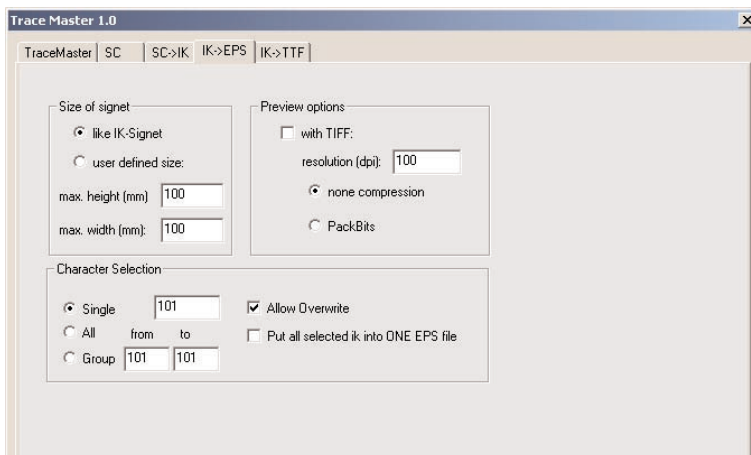 Trace Master 1.0
TraceMaster SC SC->IK IK->EPS IK->TTF
Size of signet
like IK-Signet
user defined size:
max. height (mm) 100
max. width (mm): 100
Preview options
with TIFF:
resolution (dpi): 100
none compression
PackBits
Character Selection
Single 101
All from to
Group 101 101
Allow Overwrite
Put all selected ik into ONE EPS file